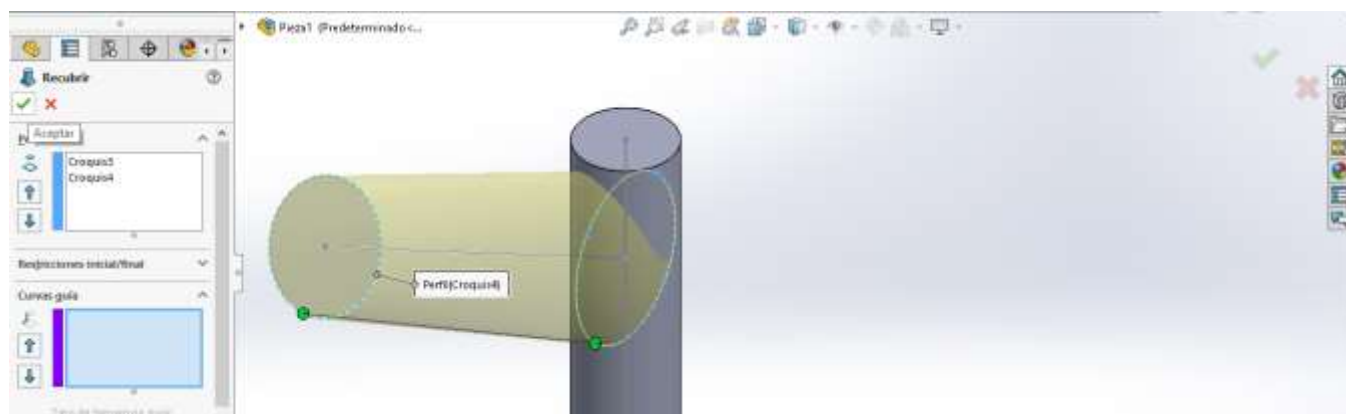 Pieza1 (Predeterminado<...
Recubrir
Aceptar
Croquis5
Croquis4
Restricciones inicial/final
Perfil(Croquis4)
Curvas guía